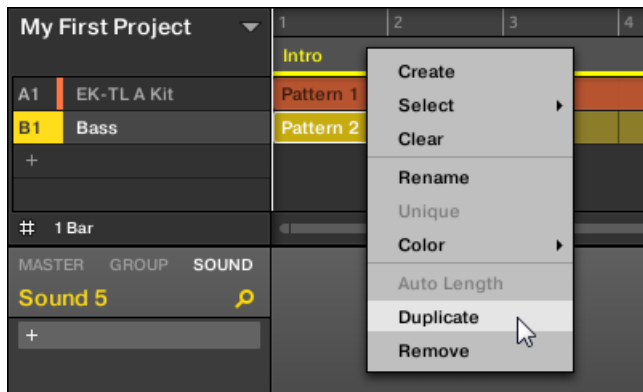 My First Project
1 2 3 4
Intro
A1 EK-TL A Kit Pattern 1
B1 Bass Pattern 2
+
# 1 Bar
MASTER GROUP SOUND
Sound 5
+
Create
Select
Clear
Rename
Unique
Color
Auto Length
Duplicate
Remove